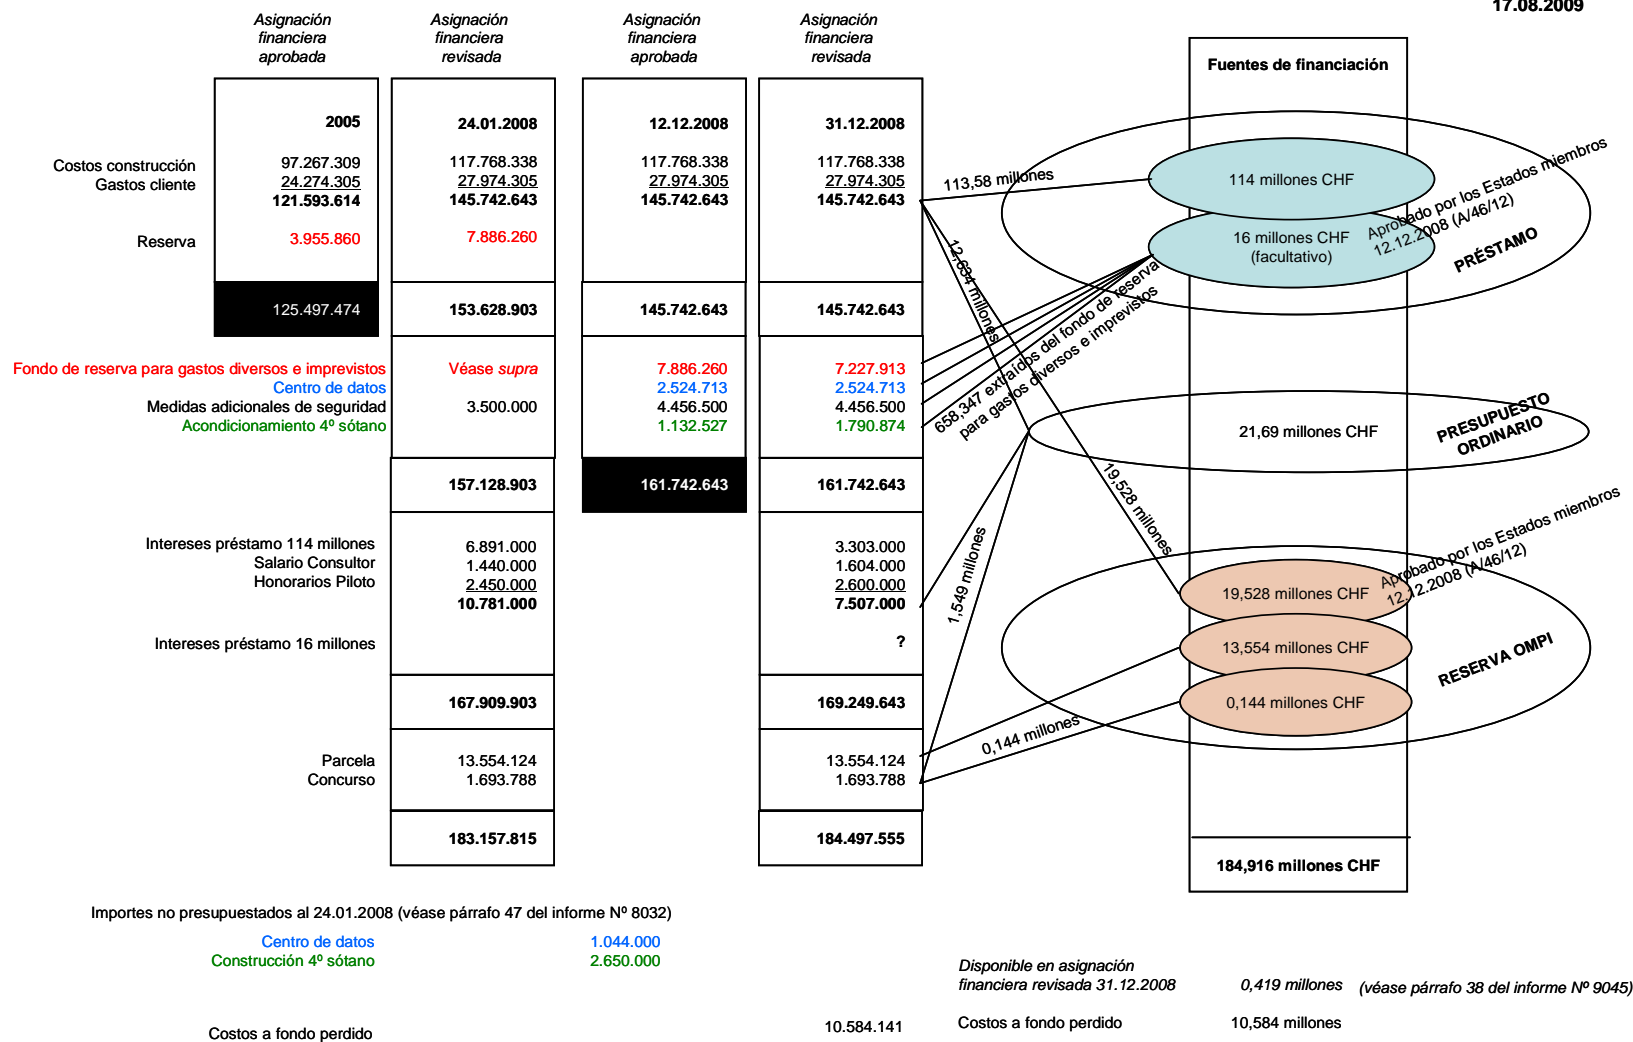 17.08.2009
Asignación financiera aprobada
Asignación financiera revisada
Asignación financiera aprobada
Asignación financiera revisada
Fuentes de financiación
2005 24.01.2008 12.12.2008 31.12.2008
Costos construcción 97.267.309 117.768.338 117.768.338 117.768.338
Gastos cliente 24.274.305 27.974.305 27.974.305 27.974.305
121.593.614 145.742.643 145.742.643 145.742.643
Reserva 3.955.860 7.886.260
125.497.474 153.628.903 145.742.643 145.742.643
Fondo de reserva para gastos diversos e imprevistos Véase supra 7.886.260 7.227.913
Centro de datos 2.524.713 2.524.713
Medidas adicionales de seguridad 3.500.000 4.456.500 4.456.500
Acondicionamiento 4º sótano 1.132.527 1.790.874
157.128.903 161.742.643 161.742.643
Intereses préstamo 114 millones 6.891.000 3.303.000
Salario Consultor 1.440.000 1.604.000
Honorarios Piloto 2.450.000 2.600.000
10.781.000 7.507.000
Intereses préstamo 16 millones ?
167.909.903 169.249.643
Parcela 13.554.124 13.554.124
Concurso 1.693.788 1.693.788
183.157.815 184.497.555
113,58 millones
12,634 millones
658,347 extraídos del fondo de reserva
para gastos diversos e imprevistos
19,528 millones
1,549 millones
0,144 millones
114 millones CHF
16 millones CHF
(facultativo)
Aprobado por los Estados miembros
12.12.2008 (A/46/12)
PRÉSTAMO
21,69 millones CHF
PRESUPUESTO
ORDINARIO
Aprobado por los Estados miembros
12.12.2008 (A/46/12)
19,528 millones CHF
13,554 millones CHF
0,144 millones CHF
RESERVA OMPI
184,916 millones CHF
Importes no presupuestados al 24.01.2008 (véase párrafo 47 del informe Nº 8032)
Centro de datos 1.044.000
Construcción 4º sótano 2.650.000
Disponible en asignación
financiera revisada 31.12.2008 0,419 millones (véase párrafo 38 del informe Nº 9045)
Costos a fondo perdido 10.584.141
Costos a fondo perdido 10,584 millones